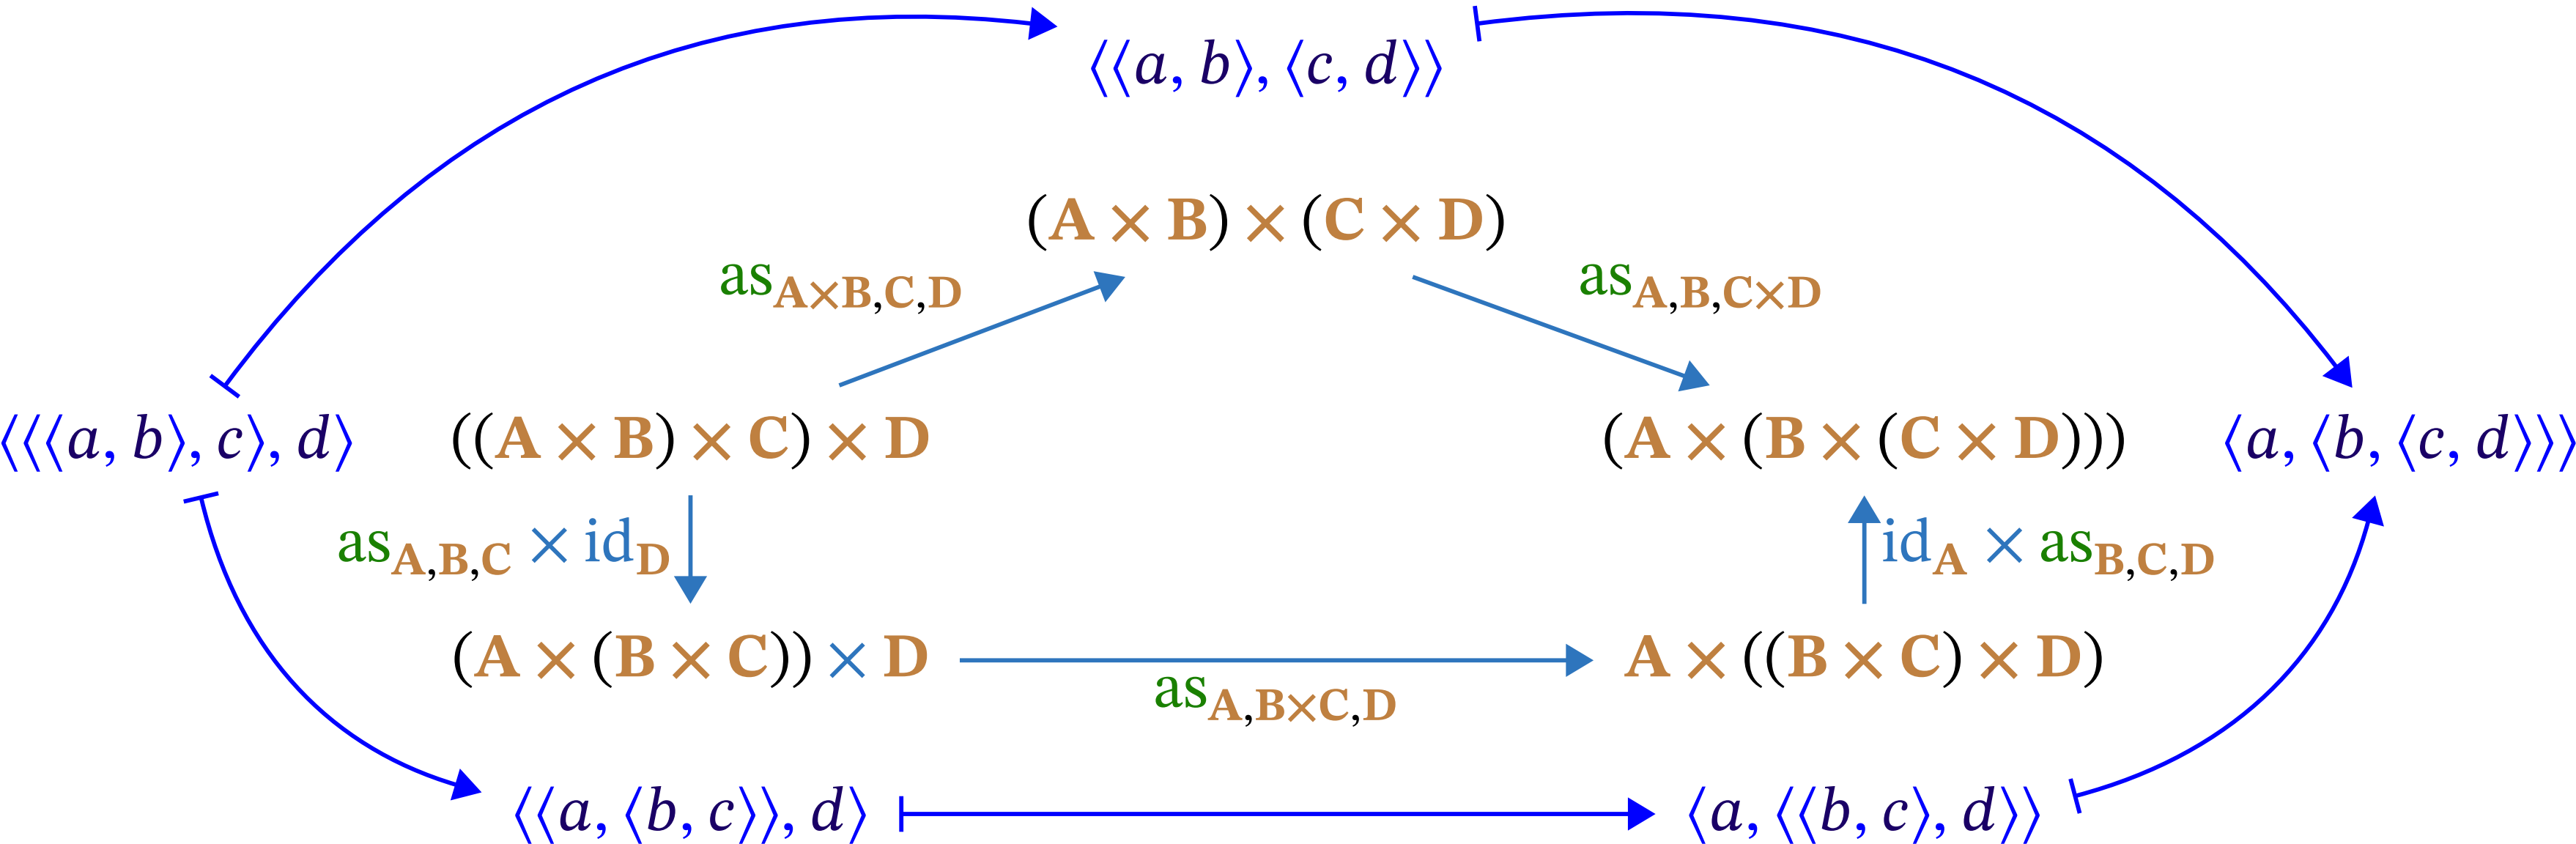 ⟨⟨a, b⟩, ⟨c, d⟩⟩
(A × B) × (C × D)
as_{A×B,C,D} as_{A,B,C×D}
⟨⟨⟨a, b⟩, c⟩, d⟩ ((A × B) × C) × D (A × (B × (C × D))) ⟨a, ⟨b, ⟨c, d⟩⟩⟩
as_{A,B,C} × id_D id_A × as_{B,C,D}
(A × (B × C)) × D A × ((B × C) × D)
as_{A,B×C,D}
⟨⟨a, ⟨b, c⟩⟩, d⟩ ⟨a, ⟨⟨b, c⟩, d⟩⟩